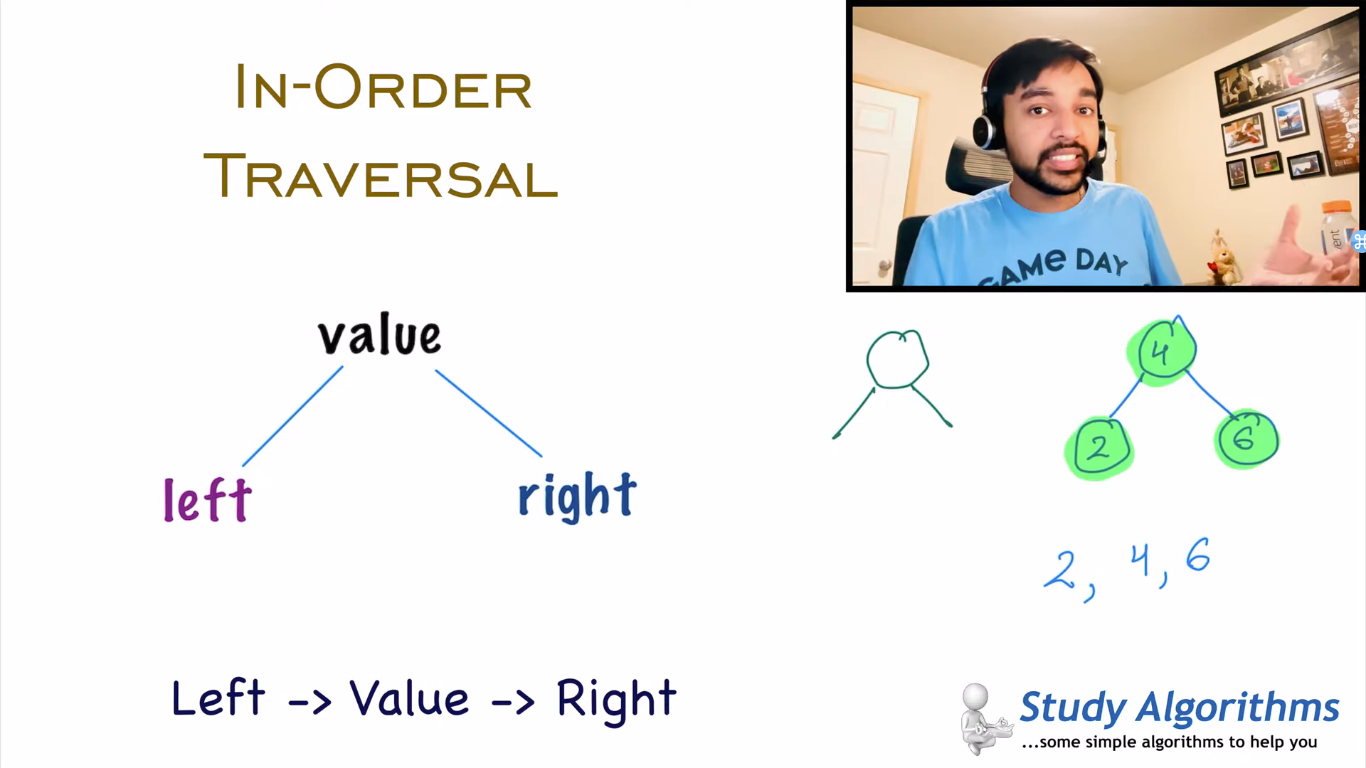 In-Order
Traversal
value
left
right
Left -> Value -> Right
GAME DAY
4
2
6
2, 4, 6
Study Algorithms
...some simple algorithms to help you